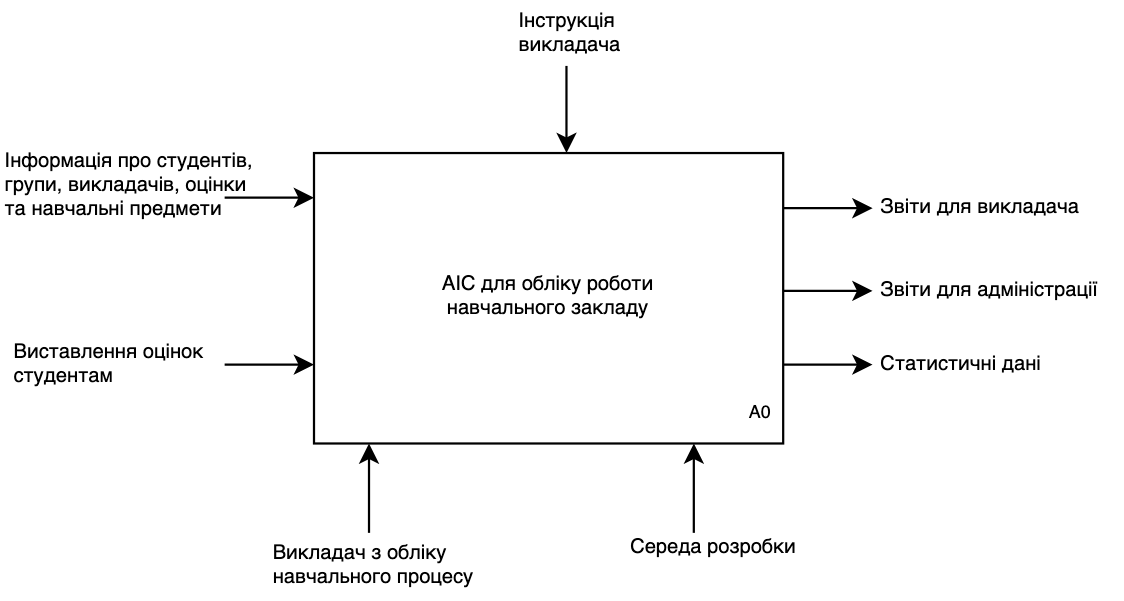 Інструкція
викладача
Інформація про студентів,
групи, викладачів, оцінки
та навчальні предмети
Звіти для викладача
АІС для обліку роботи
навчального закладу
Звіти для адміністрації
Виставлення оцінок
студентам
Статистичні дані
А0
Викладач з обліку
навчального процесу
Середа розробки